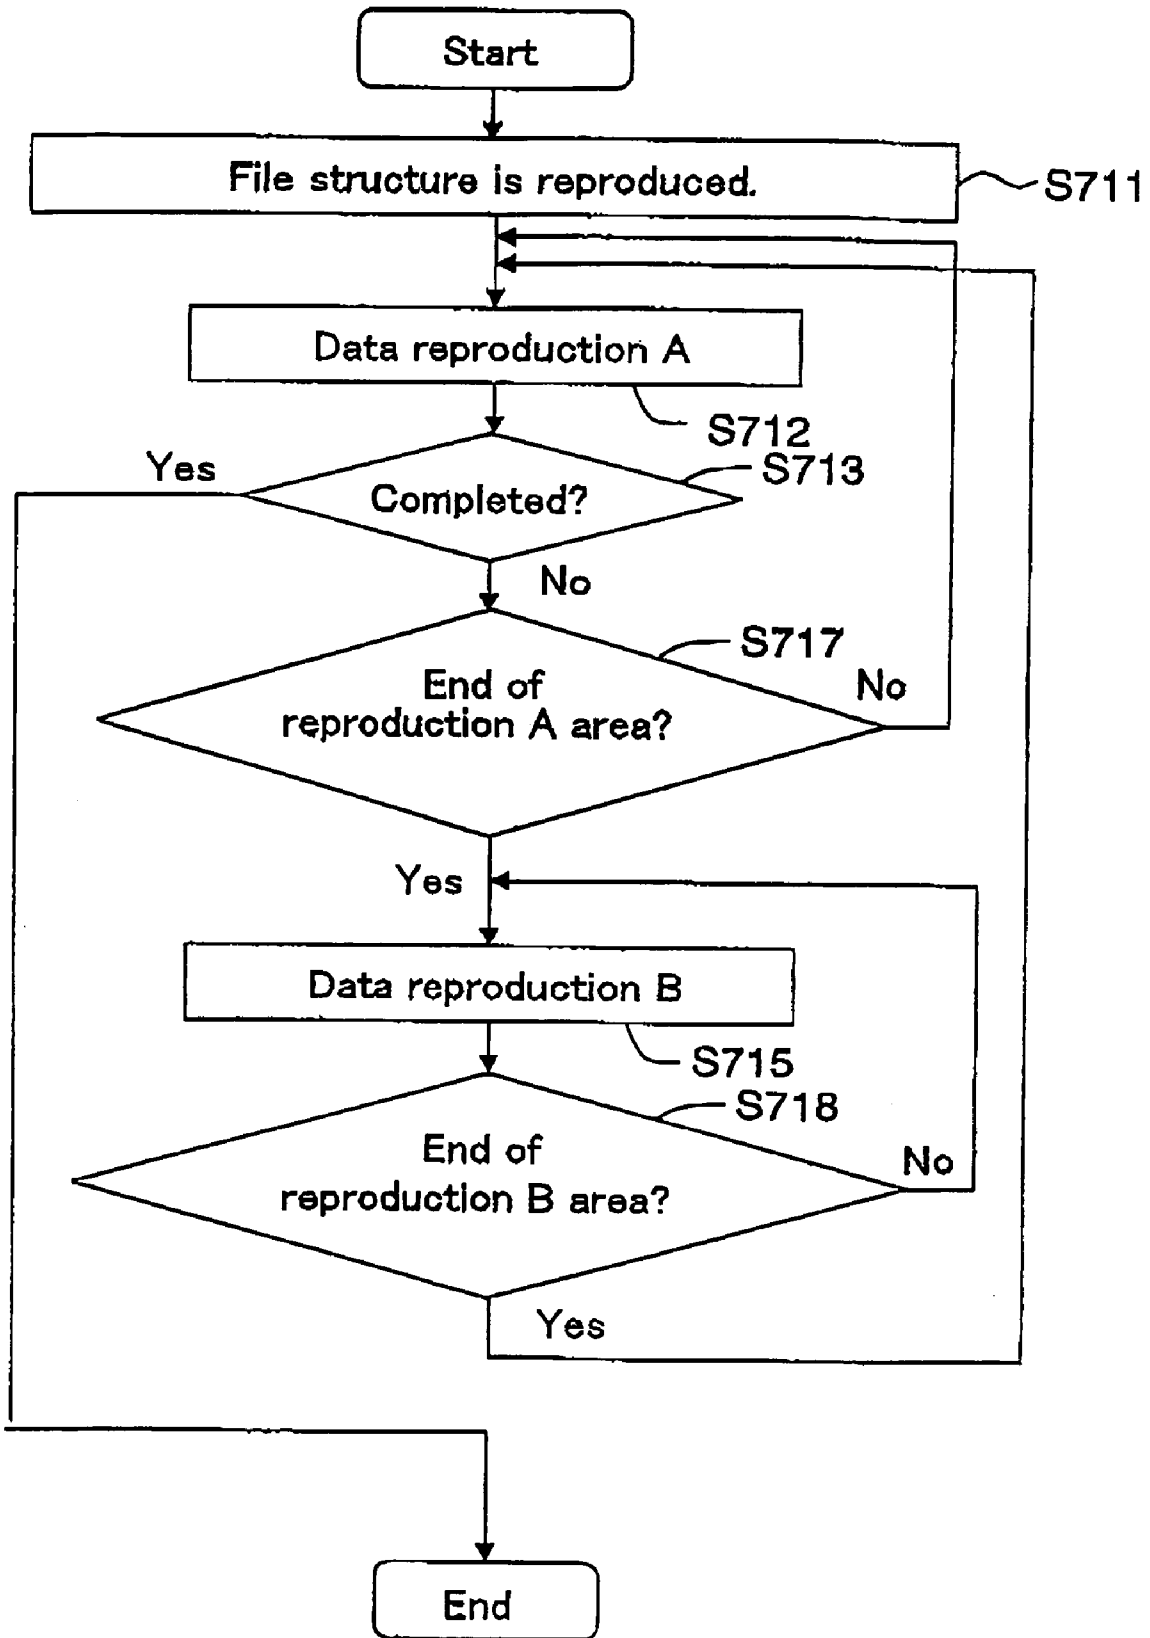 Start
File structure is reproduced.
S711
Data reproduction A
S712
S713
Yes
Completed?
No
S717
No
End of
reproduction A area?
Yes
Data reproduction B
S715
S718
No
End of
reproduction B area?
Yes
End